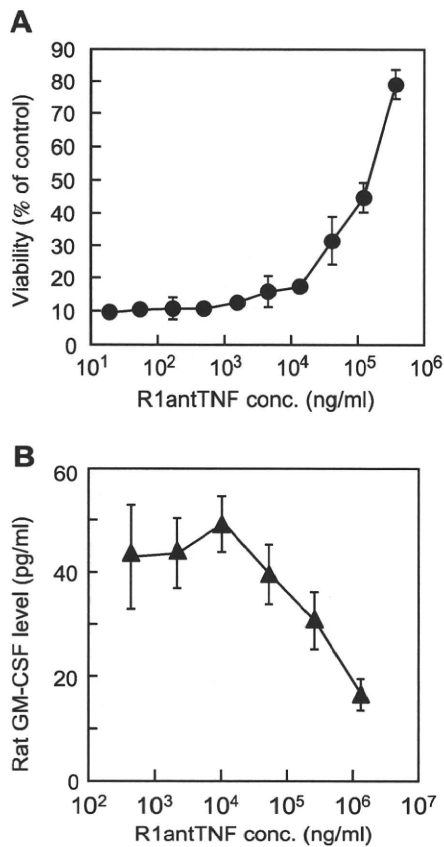 A
90
80
70
60
50
40
30
20
10
0
Viability (% of control)
10¹ 10² 10³ 10⁴ 10⁵ 10⁶
R1antTNF conc. (ng/ml)
B
60
40
20
0
Rat GM-CSF level (pg/ml)
10² 10³ 10⁴ 10⁵ 10⁶ 10⁷
R1antTNF conc. (ng/ml)